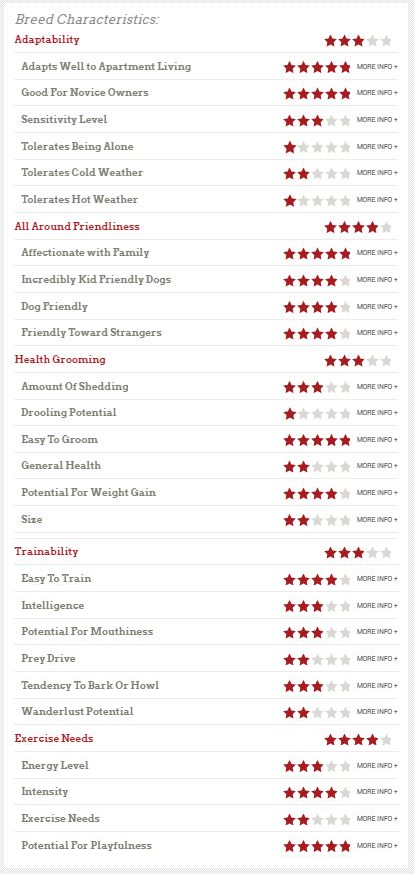 Breed Characteristics:
Adaptability
Adapts Well to Apartment Living MORE INFO +
Good For Novice Owners MORE INFO +
Sensitivity Level MORE INFO +
Tolerates Being Alone MORE INFO +
Tolerates Cold Weather MORE INFO +
Tolerates Hot Weather MORE INFO +
All Around Friendliness
Affectionate with Family MORE INFO +
Incredibly Kid Friendly Dogs MORE INFO +
Dog Friendly MORE INFO +
Friendly Toward Strangers MORE INFO +
Health Grooming
Amount Of Shedding MORE INFO +
Drooling Potential MORE INFO +
Easy To Groom MORE INFO +
General Health MORE INFO +
Potential For Weight Gain MORE INFO +
Size MORE INFO +
Trainability
Easy To Train MORE INFO +
Intelligence MORE INFO +
Potential For Mouthiness MORE INFO +
Prey Drive MORE INFO +
Tendency To Bark Or Howl MORE INFO +
Wanderlust Potential MORE INFO +
Exercise Needs
Energy Level MORE INFO +
Intensity MORE INFO +
Exercise Needs MORE INFO +
Potential For Playfulness MORE INFO +